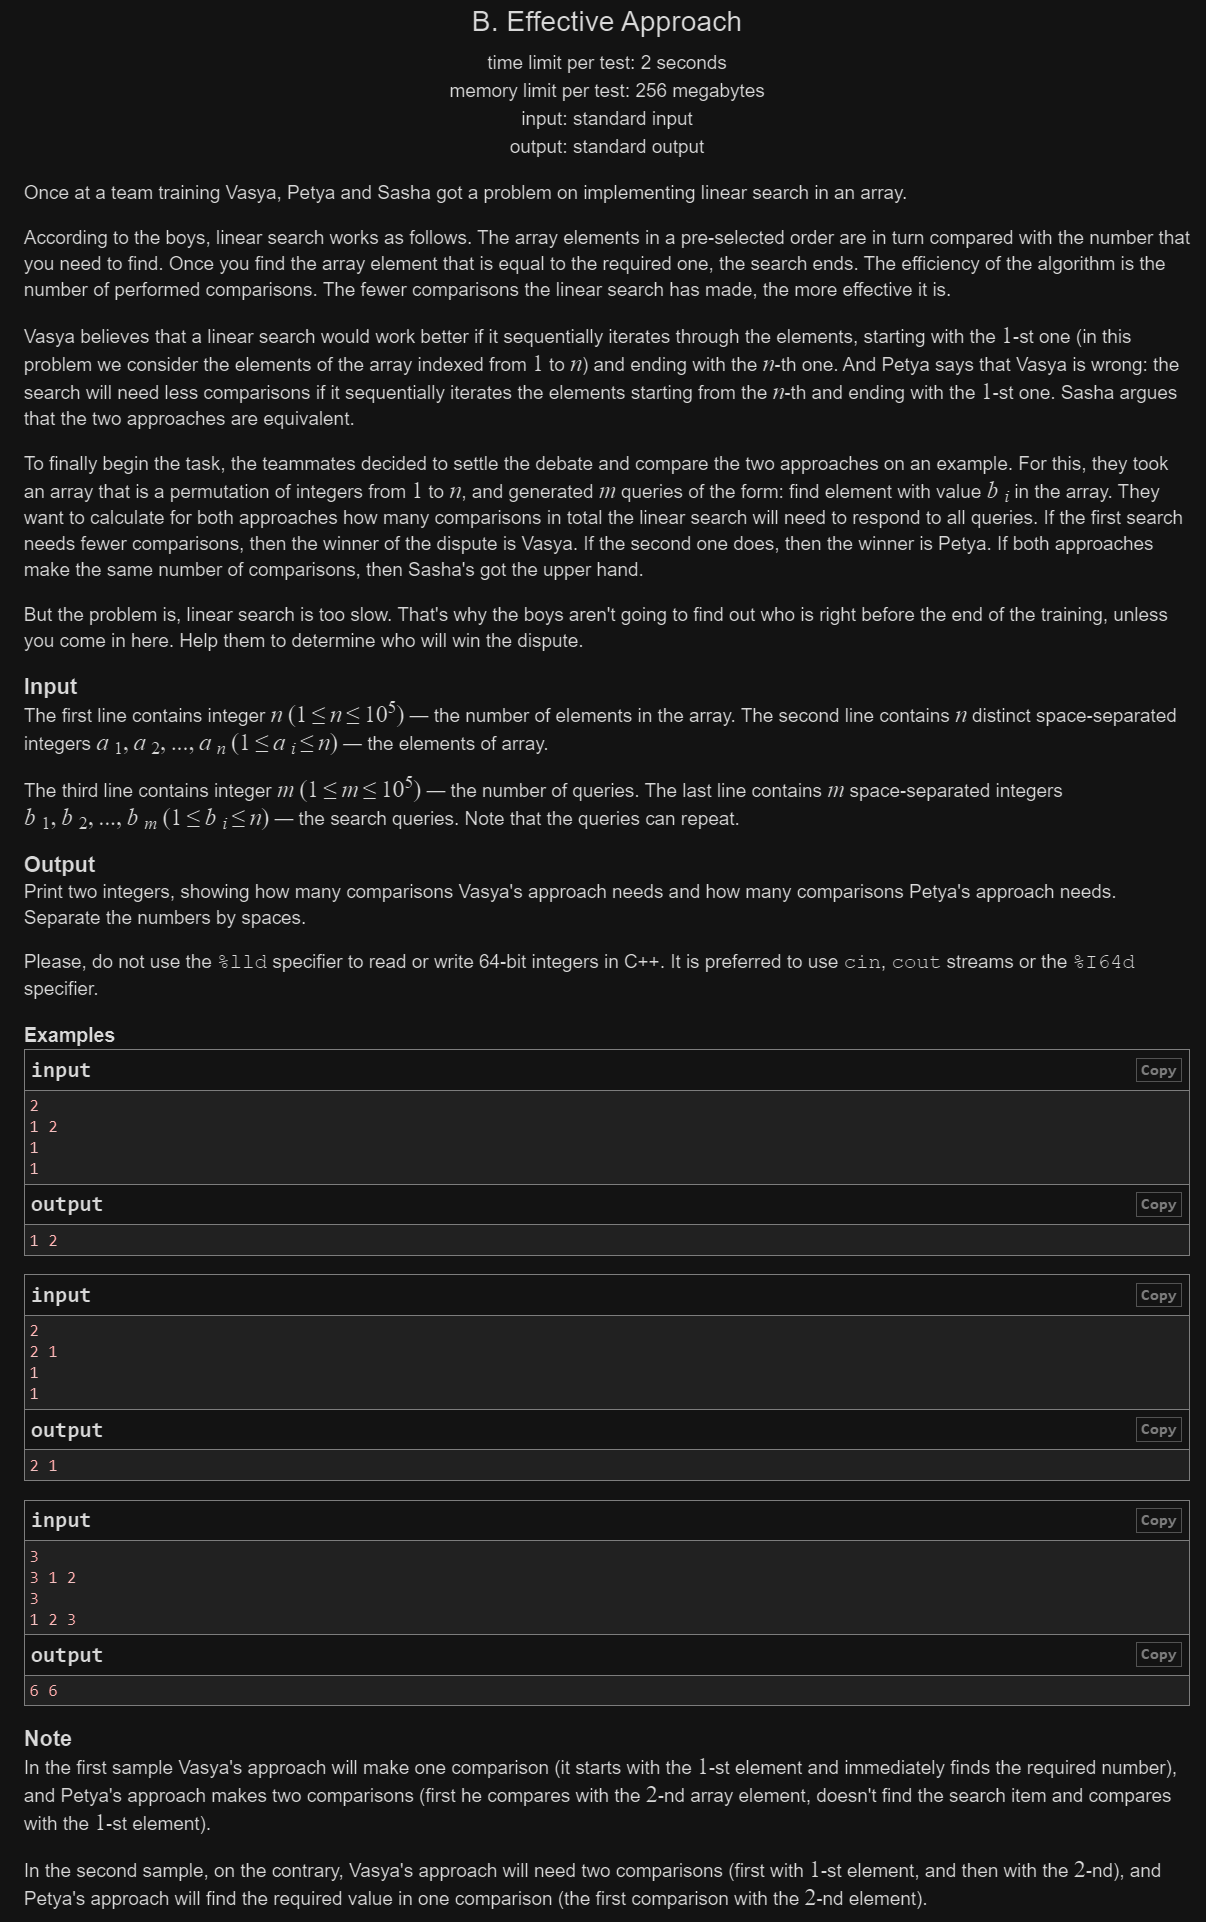 B. Effective Approach
time limit per test: 2 seconds
memory limit per test: 256 megabytes
input: standard input
output: standard output
Once at a team training Vasya, Petya and Sasha got a problem on implementing linear search in an array.
According to the boys, linear search works as follows. The array elements in a pre-selected order are in turn compared with the number that
you need to find. Once you find the array element that is equal to the required one, the search ends. The efficiency of the algorithm is the
number of performed comparisons. The fewer comparisons the linear search has made, the more effective it is.
Vasya believes that a linear search would work better if it sequentially iterates through the elements, starting with the 1-st one (in this
problem we consider the elements of the array indexed from 1 to n) and ending with the n-th one. And Petya says that Vasya is wrong: the
search will need less comparisons if it sequentially iterates the elements starting from the n-th and ending with the 1-st one. Sasha argues
that the two approaches are equivalent.
To finally begin the task, the teammates decided to settle the debate and compare the two approaches on an example. For this, they took
an array that is a permutation of integers from 1 to n, and generated m queries of the form: find element with value b i in the array. They
want to calculate for both approaches how many comparisons in total the linear search will need to respond to all queries. If the first search
needs fewer comparisons, then the winner of the dispute is Vasya. If the second one does, then the winner is Petya. If both approaches
make the same number of comparisons, then Sasha's got the upper hand.
But the problem is, linear search is too slow. That's why the boys aren't going to find out who is right before the end of the training, unless
you come in here. Help them to determine who will win the dispute.
Input
The first line contains integer n (1 ≤ n ≤ 10⁵) — the number of elements in the array. The second line contains n distinct space-separated
integers a 1, a 2, ..., a n (1 ≤ a i ≤ n) — the elements of array.
The third line contains integer m (1 ≤ m ≤ 10⁵) — the number of queries. The last line contains m space-separated integers
b 1, b 2, ..., b m (1 ≤ b i ≤ n) — the search queries. Note that the queries can repeat.
Output
Print two integers, showing how many comparisons Vasya's approach needs and how many comparisons Petya's approach needs.
Separate the numbers by spaces.
Please, do not use the %lld specifier to read or write 64-bit integers in C++. It is preferred to use cin, cout streams or the %I64d
specifier.
Examples
input Copy
2
1 2
1
1
output Copy
1 2
input Copy
2
2 1
1
1
output Copy
2 1
input Copy
3
3 1 2
3
1 2 3
output Copy
6 6
Note
In the first sample Vasya's approach will make one comparison (it starts with the 1-st element and immediately finds the required number),
and Petya's approach makes two comparisons (first he compares with the 2-nd array element, doesn't find the search item and compares
with the 1-st element).
In the second sample, on the contrary, Vasya's approach will need two comparisons (first with 1-st element, and then with the 2-nd), and
Petya's approach will find the required value in one comparison (the first comparison with the 2-nd element).